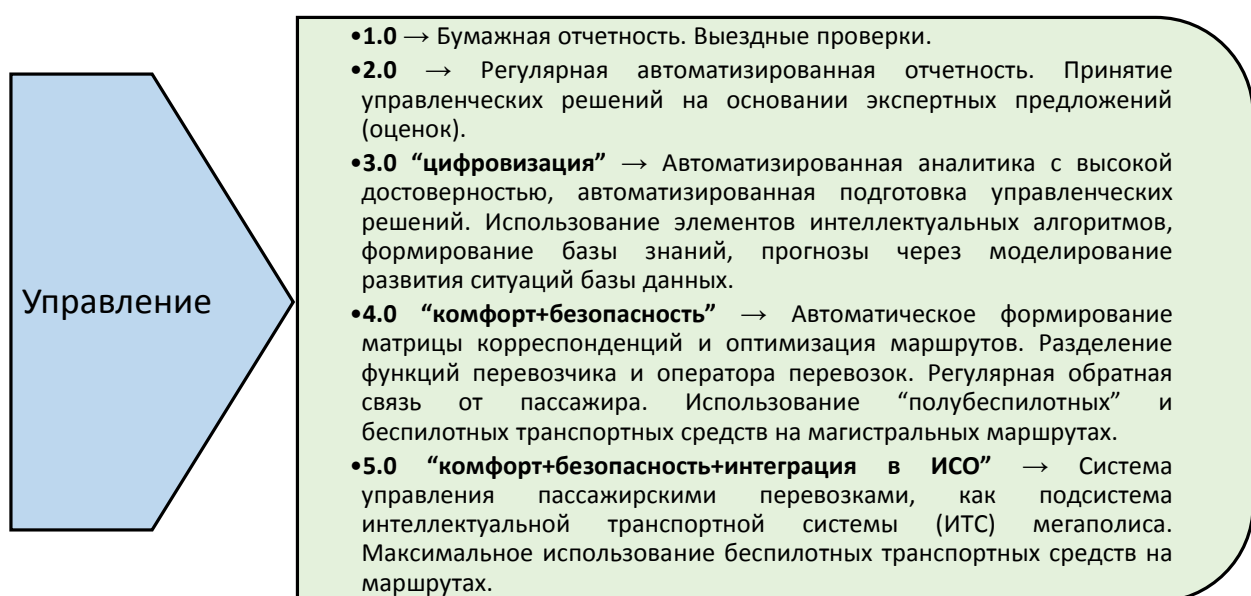 Управление
•1.0 → Бумажная отчетность. Выездные проверки.
•2.0 → Регулярная автоматизированная отчетность. Принятие
управленческих решений на основании экспертных предложений
(оценок).
•3.0 “цифровизация” → Автоматизированная аналитика с высокой
достоверностью, автоматизированная подготовка управленческих
решений. Использование элементов интеллектуальных алгоритмов,
формирование базы знаний, прогнозы через моделирование
развития ситуаций базы данных.
•4.0 “комфорт+безопасность” → Автоматическое формирование
матрицы корреспонденций и оптимизация маршрутов. Разделение
функций перевозчика и оператора перевозок. Регулярная обратная
связь от пассажира. Использование “полубеспилотных” и
беспилотных транспортных средств на магистральных маршрутах.
•5.0 “комфорт+безопасность+интеграция в ИСО” → Система
управления пассажирскими перевозками, как подсистема
интеллектуальной транспортной системы (ИТС) мегаполиса.
Максимальное использование беспилотных транспортных средств на
маршрутах.